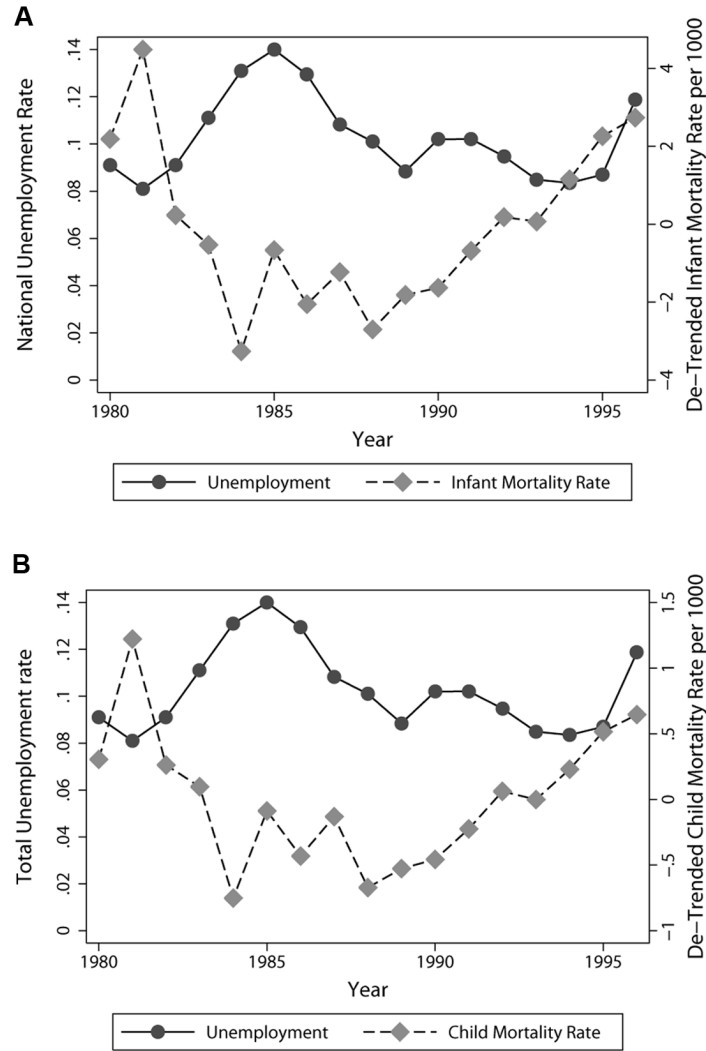 A
National Unemployment Rate
.14
.12
.1
.08
.06
.04
.02
0
4
2
0
−2
−4
De−Trended Infant Mortality Rate per 1000
1980
1985
1990
1995
Year
Unemployment
Infant Mortality Rate
B
Total Unemployment rate
.14
.12
.1
.08
.06
.04
.02
0
1.5
1
.5
0
−.5
−1
De−Trended Child Mortality Rate per 1000
1980
1985
1990
1995
Year
Unemployment
Child Mortality Rate